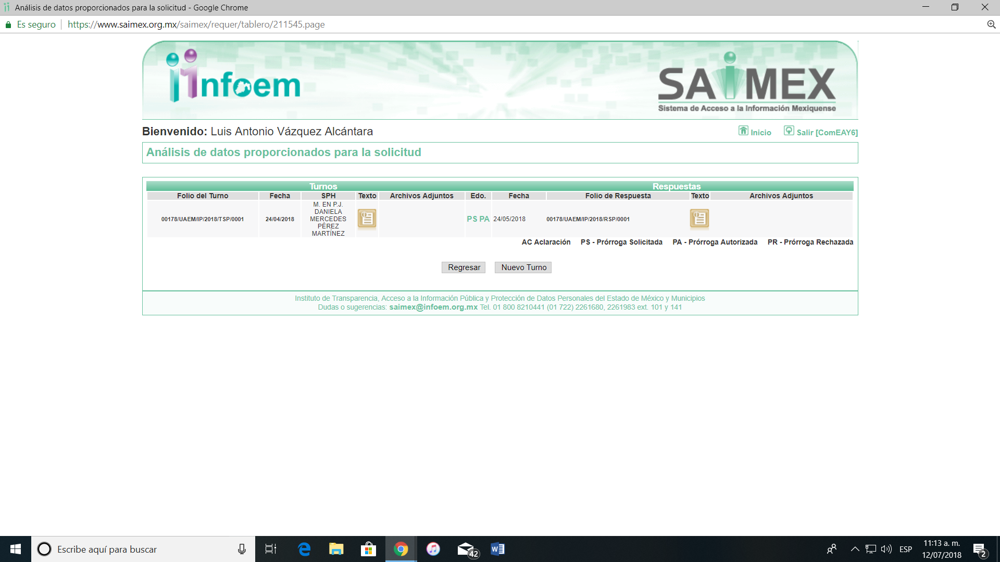 Análisis de datos proporcionados para la solicitud - Google Chrome
Es seguro
https://www.saimex.org.mx/saimex/requer/tablero/211545.page
infoem
SAIMEX
Sistema de Acceso a la Información Mexiquense
Bienvenido: Luis Antonio Vázquez Alcántara
Inicio
Salir [ComEAY6]
Análisis de datos proporcionados para la solicitud
Turnos
Respuestas
Folio del Turno
Fecha
SPH
Texto
Archivos Adjuntos
Edo.
Fecha
Folio de Respuesta
Texto
Archivos Adjuntos
00178/UAEM/IP/2018/TSP/0001
24/04/2018
M. EN P.J.
DANIELA
MERCEDES
PÉREZ
MARTÍNEZ
PS PA
24/05/2018
00178/UAEM/IP/2018/RSP/0001
AC Aclaración
PS - Prórroga Solicitada
PA - Prórroga Autorizada
PR - Prórroga Rechazada
Regresar
Nuevo Turno
Instituto de Transparencia, Acceso a la Información Pública y Protección de Datos Personales del Estado de México y Municipios
Dudas o sugerencias: saimex@infoem.org.mx Tel. 01 800 8210441 (01 722) 2261680, 2261983 ext. 101 y 141
Escribe aquí para buscar
42
ESP
11:13 a. m.
12/07/2018
2